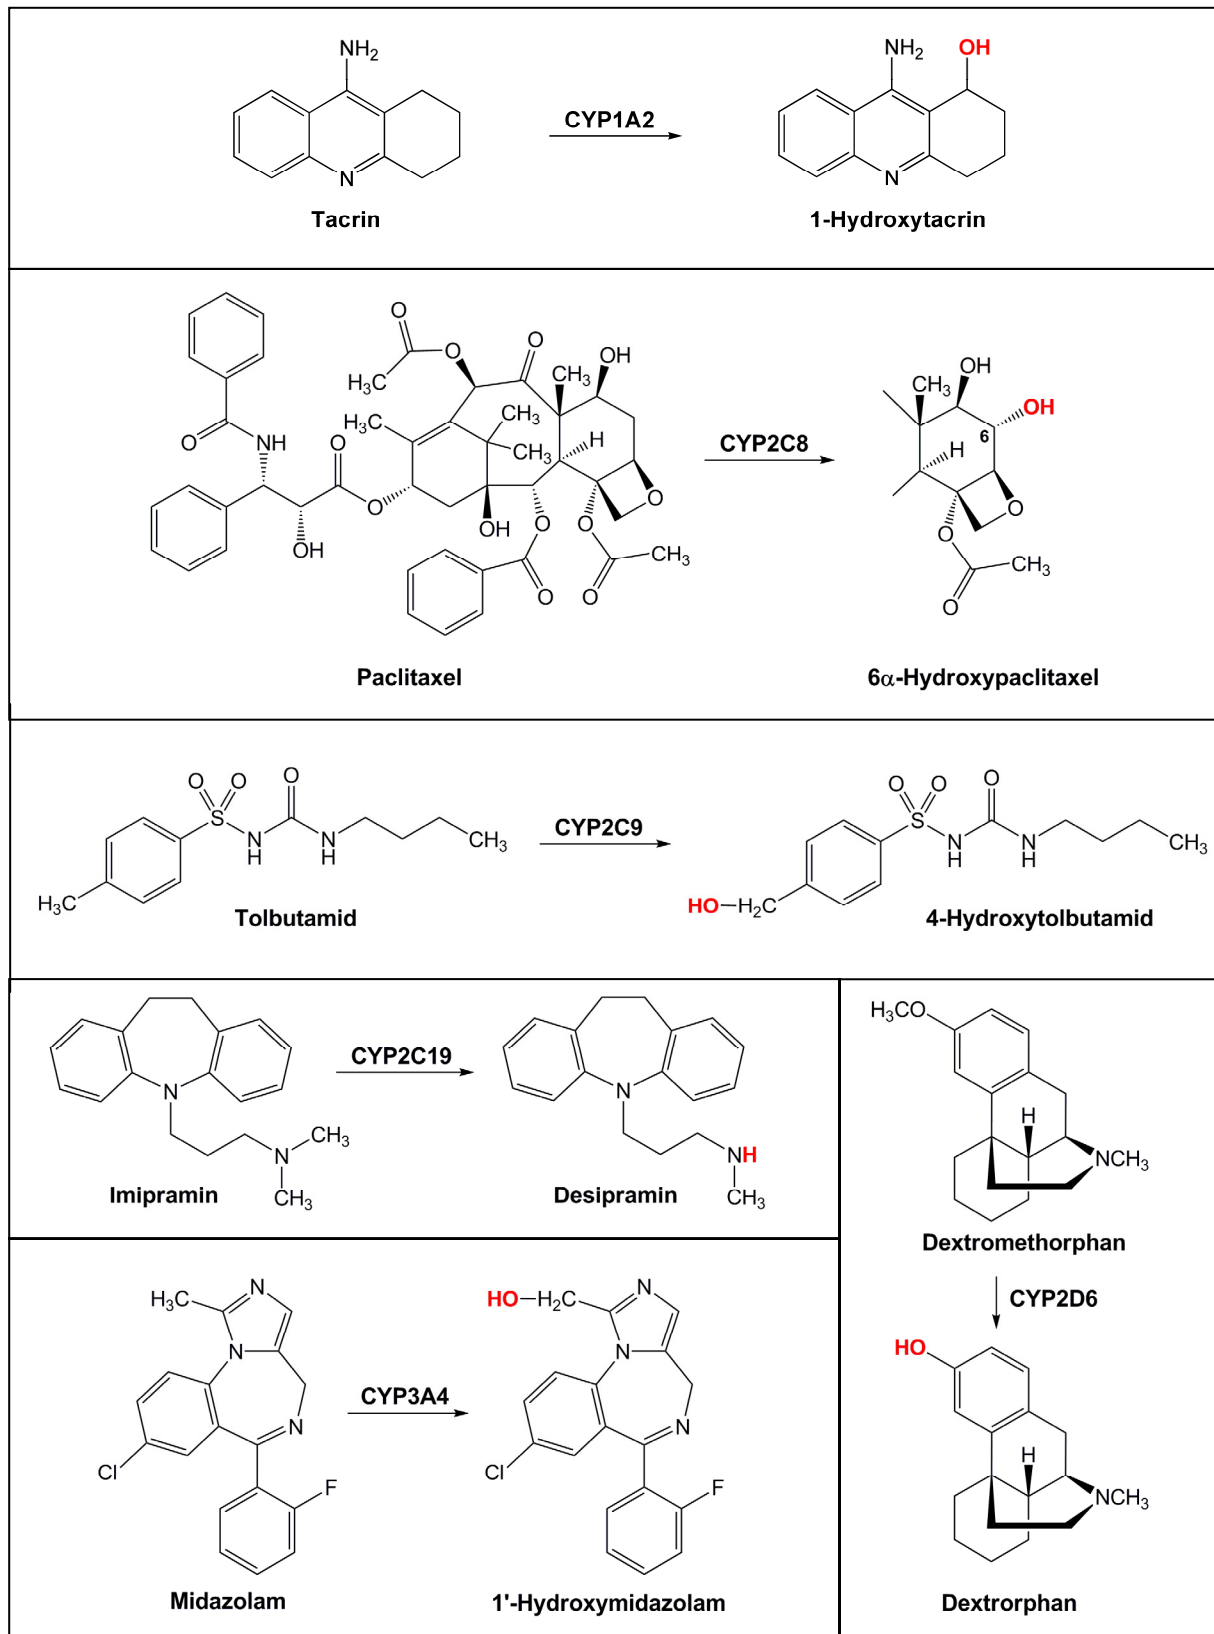 NH₂
NH₂ OH
CYP1A2
N
N
Tacrin
1-Hydroxytacrin
O
O
O
OH
CH₃
H₃C
H₃C
CH₃
CH₃
H
O
NH
O
O
O
OH
OH
O
O
O
O
O
CH₃
CYP2C8
OH
CH₃
OH
6
H
O
O
CH₃
O
Paclitaxel
6α-Hydroxypaclitaxel
O O O
S
N
H
N
H
CH₃
H₃C
CYP2C9
O O O
S
N
H
N
H
CH₃
HO–H₂C
Tolbutamid
4-Hydroxytolbutamid
N
N
CH₃
CH₃
CYP2C19
N
NH
CH₃
Imipramin
Desipramin
H₃CO
H
NCH₃
Dextromethorphan
CYP2D6
HO
H
NCH₃
Dextrorphan
H₃C
N
N
N
Cl
F
CYP3A4
HO–H₂C
N
N
N
Cl
F
Midazolam
1'-Hydroxymidazolam